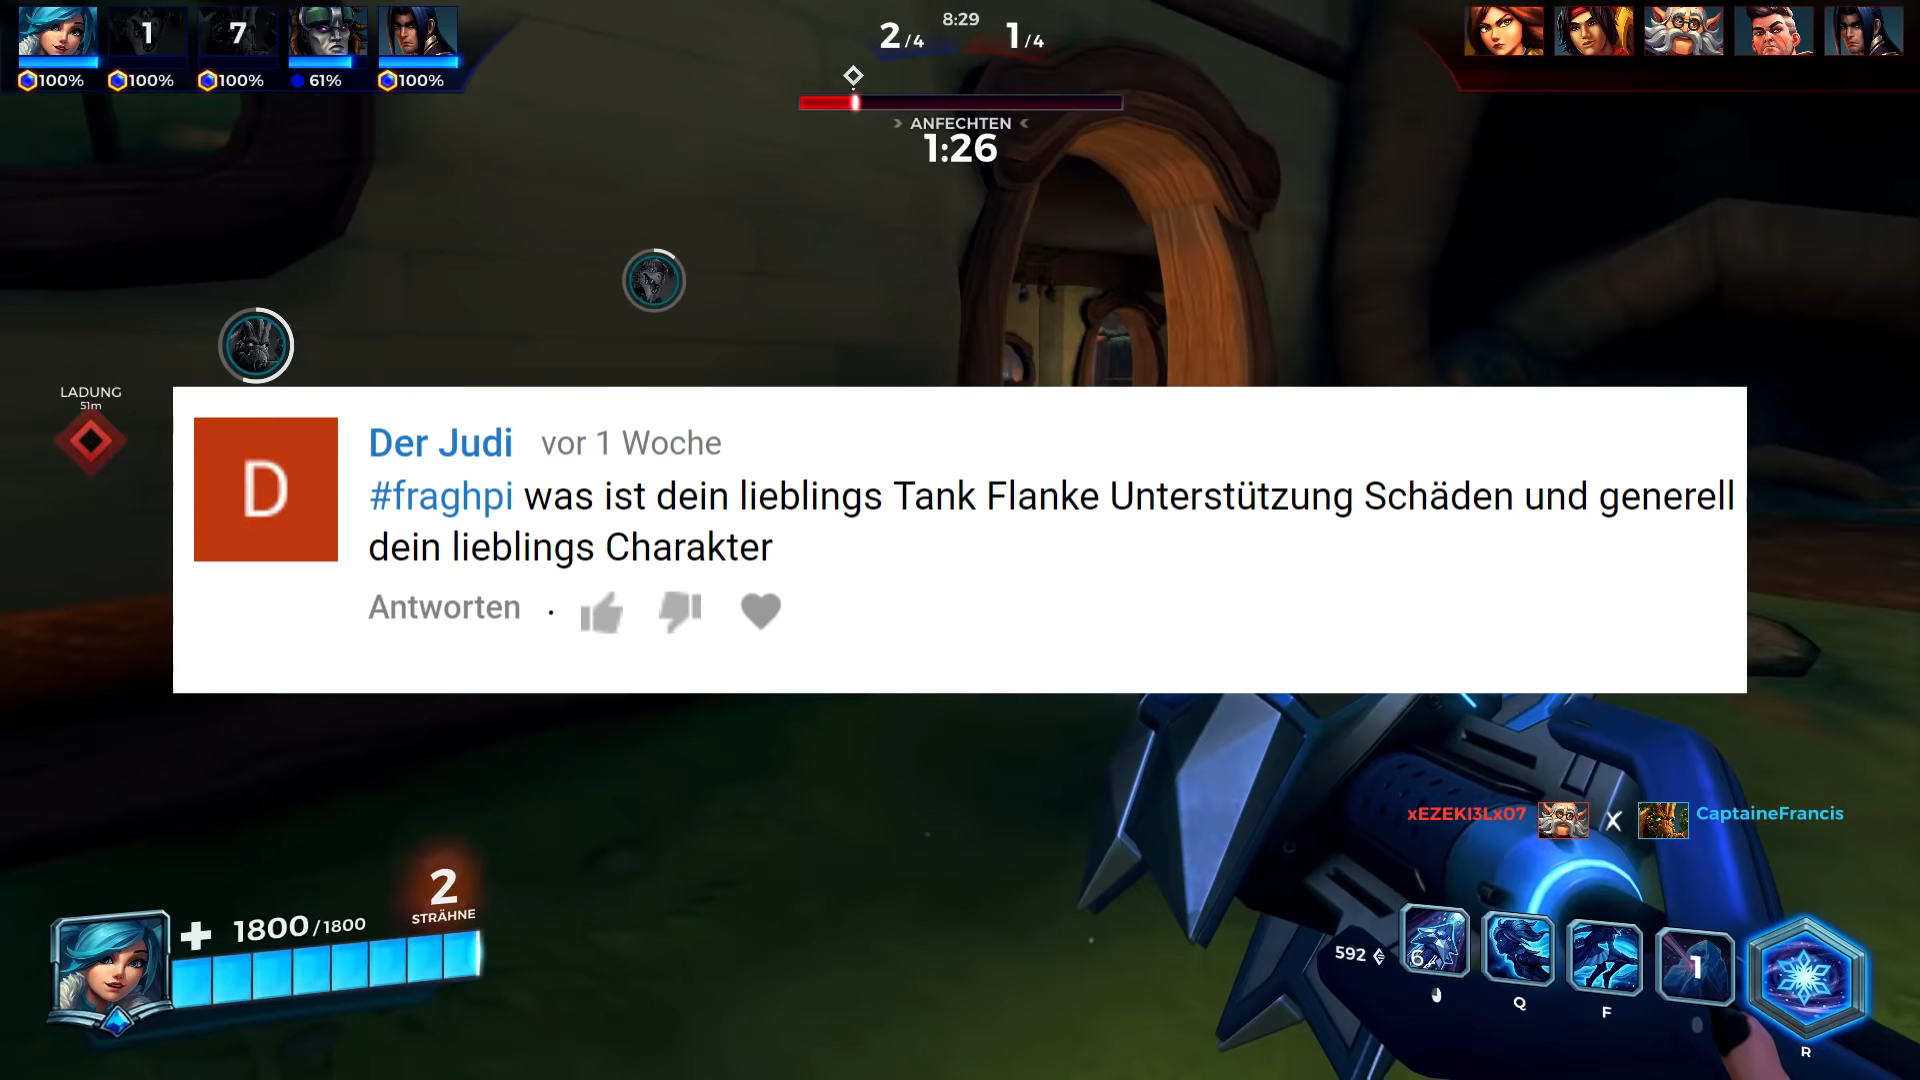 1
7
100%
100%
100%
61%
100%
8:29
2/4
1/4
ANFECHTEN
1:26
LADUNG
51m
D
Der Judi vor 1 Woche
#fraghpi was ist dein lieblings Tank Flanke Unterstützung Schäden und generell
dein lieblings Charakter
Antworten ·
xEZEKI3Lx07
CaptaineFrancis
2
STRÄHNE
1800/1800
592
6
1
Q
F
R